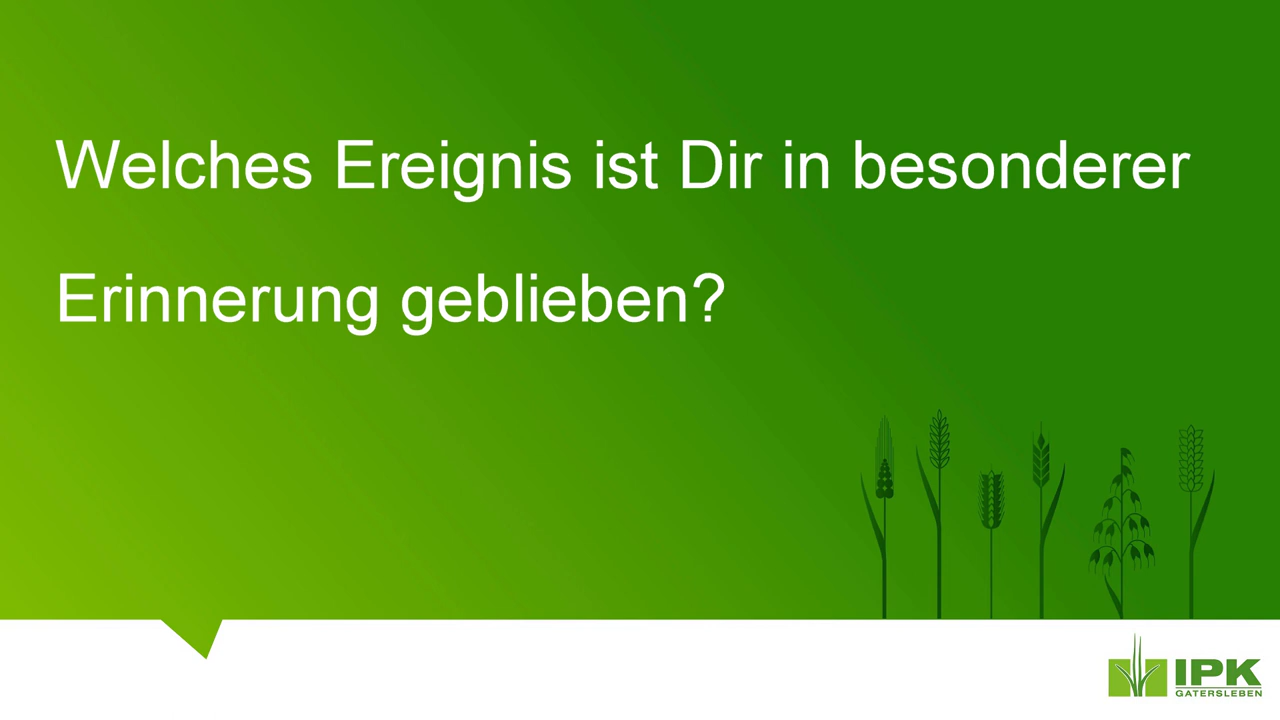 Welches Ereignis ist Dir in besonderer
Erinnerung geblieben?
IPK
GATERSLEBEN